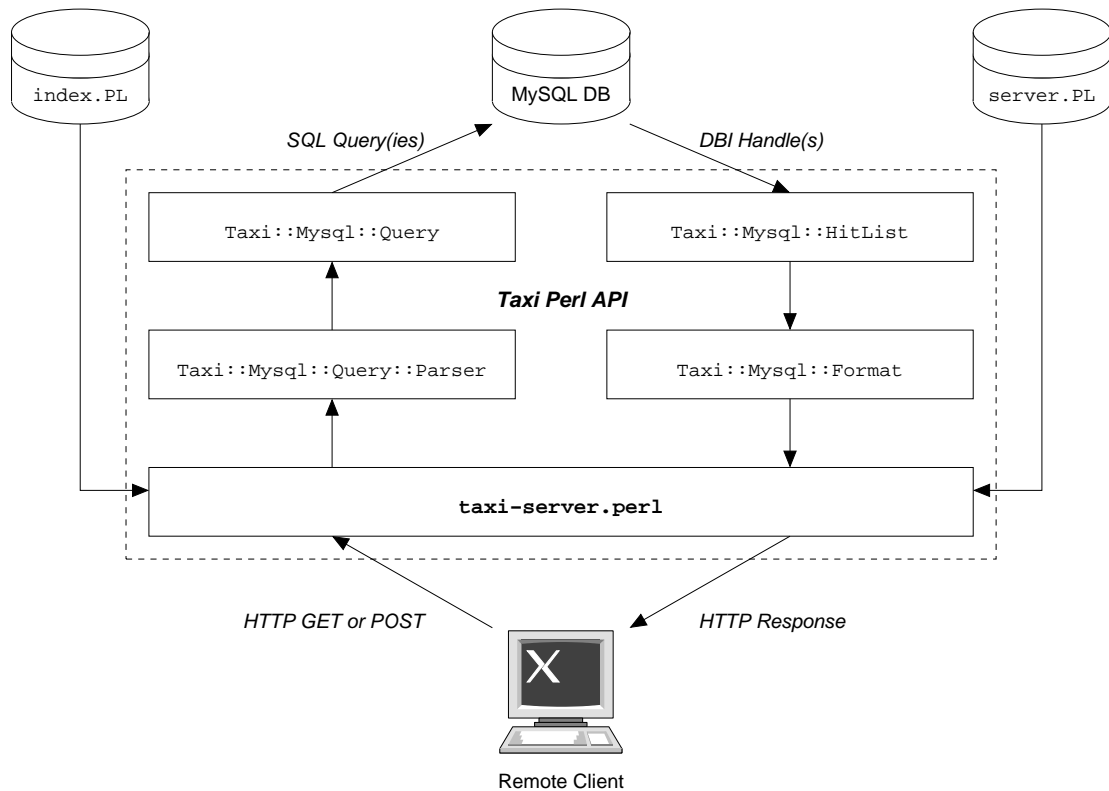 index.PL
MySQL DB
server.PL
SQL Query(ies)
DBI Handle(s)
Taxi::Mysql::Query
Taxi::Mysql::HitList
Taxi Perl API
Taxi::Mysql::Query::Parser
Taxi::Mysql::Format
taxi-server.perl
HTTP GET or POST
HTTP Response
X
Remote Client